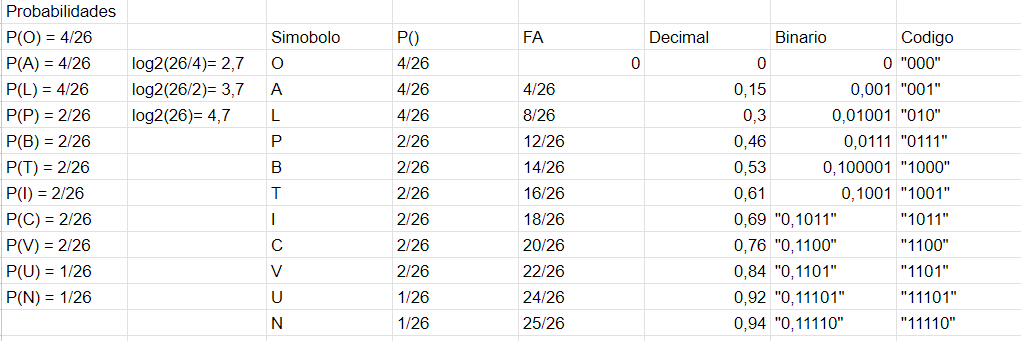 Probabilidades
P(O) = 4/26 Simobolo P() FA Decimal Binario Codigo
P(A) = 4/26 log2(26/4)= 2,7 O 4/26 0 0 0 "000"
P(L) = 4/26 log2(26/2)= 3,7 A 4/26 4/26 0,15 0,001 "001"
P(P) = 2/26 log2(26)= 4,7 L 4/26 8/26 0,3 0,01001 "010"
P(B) = 2/26 P 2/26 12/26 0,46 0,0111 "0111"
P(T) = 2/26 B 2/26 14/26 0,53 0,100001 "1000"
P(I) = 2/26 T 2/26 16/26 0,61 0,1001 "1001"
P(C) = 2/26 I 2/26 18/26 0,69 "0,1011" "1011"
P(V) = 2/26 C 2/26 20/26 0,76 "0,1100" "1100"
P(U) = 1/26 V 2/26 22/26 0,84 "0,1101" "1101"
P(N) = 1/26 U 1/26 24/26 0,92 "0,11101" "11101"
N 1/26 25/26 0,94 "0,11110" "11110"